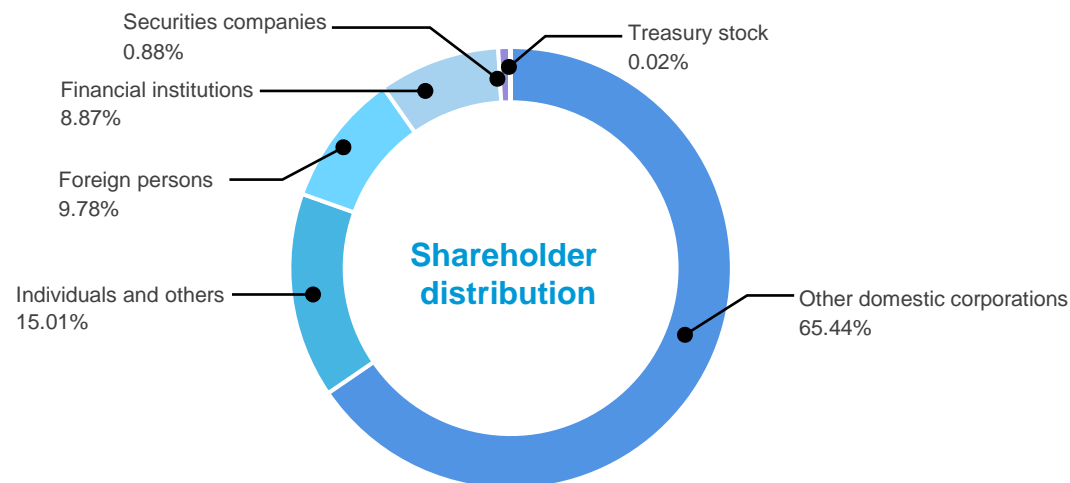 Securities companies
0.88%
Treasury stock
0.02%
Financial institutions
8.87%
Foreign persons
9.78%
Shareholder
distribution
Individuals and others
15.01%
Other domestic corporations
65.44%